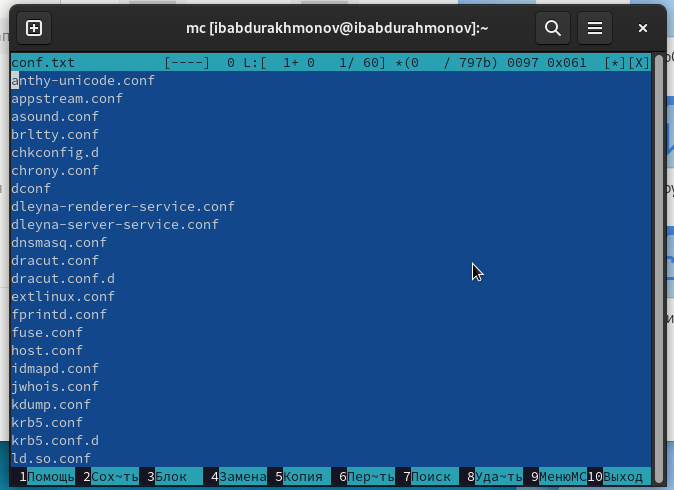 mc [ibabdurakhmonov@ibabdurahmonov]:~
conf.txt [----] 0 L:[ 1+ 0 1/ 60] *(0 / 797b) 0097 0x061 [*][X]
anthy-unicode.conf
appstream.conf
asound.conf
brltty.conf
chkconfig.d
chrony.conf
dconf
dleyna-renderer-service.conf
dleyna-server-service.conf
dnsmasq.conf
dracut.conf
dracut.conf.d
extlinux.conf
fprintd.conf
fuse.conf
host.conf
idmapd.conf
jwhois.conf
kdump.conf
krb5.conf
krb5.conf.d
ld.so.conf
1Помощь 2Сох~ть 3Блок 4Замена 5Копия 6Пер~ть 7Поиск 8Уда~ть 9МенюМС 10Выход